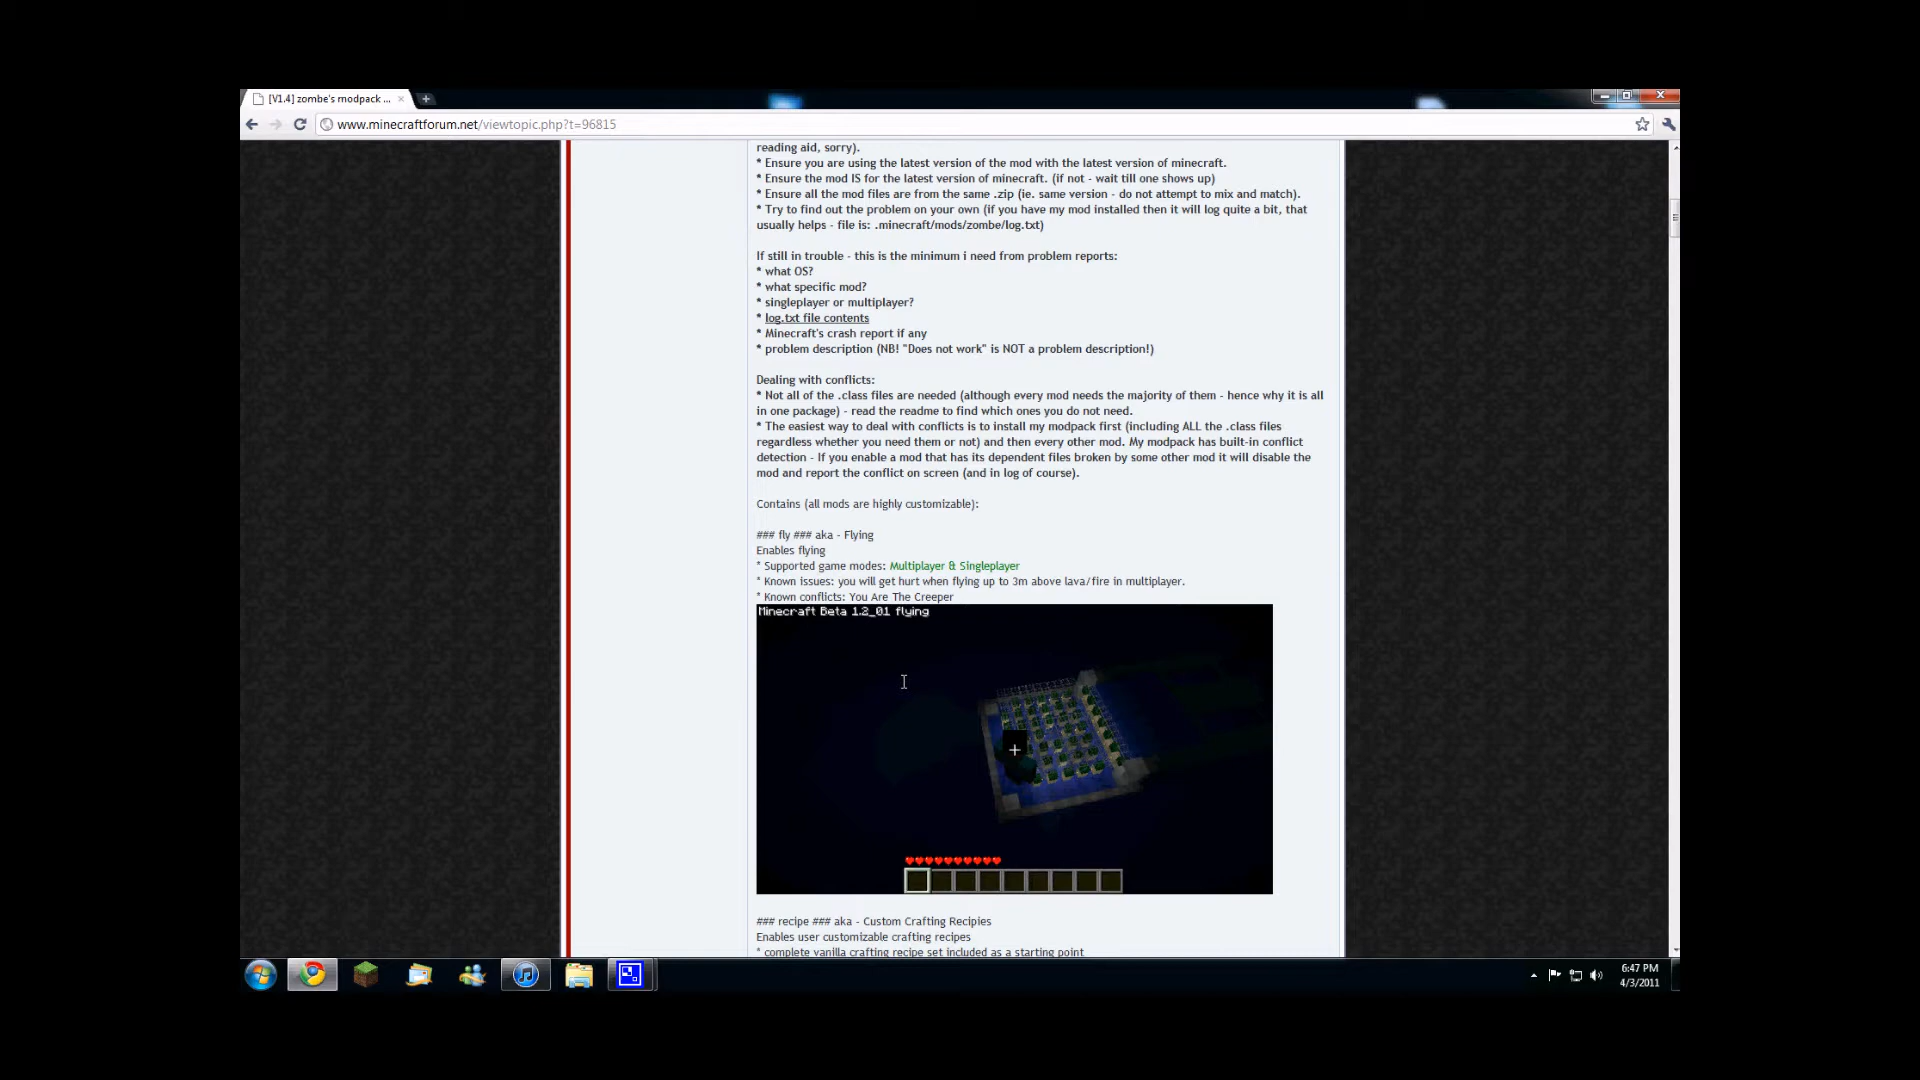 [V1.4] zombe's modpack ...
www.minecraftforum.net/viewtopic.php?t=96815
reading aid, sorry).
* Ensure you are using the latest version of the mod with the latest version of minecraft.
* Ensure the mod IS for the latest version of minecraft. (if not - wait till one shows up)
* Ensure all the mod files are from the same .zip (ie. same version - do not attempt to mix and match).
* Try to find out the problem on your own (if you have my mod installed then it will log quite a bit, that
usually helps - file is: .minecraft/mods/zombe/log.txt)
If still in trouble - this is the minimum i need from problem reports:
* what OS?
* what specific mod?
* singleplayer or multiplayer?
* log.txt file contents
* Minecraft's crash report if any
* problem description (NB! "Does not work" is NOT a problem description!)
Dealing with conflicts:
* Not all of the .class files are needed (although every mod needs the majority of them - hence why it is all
in one package) - read the readme to find which ones you do not need.
* The easiest way to deal with conflicts is to install my modpack first (including ALL the .class files
regardless whether you need them or not) and then every other mod. My modpack has built-in conflict
detection - If you enable a mod that has its dependent files broken by some other mod it will disable the
mod and report the conflict on screen (and in log of course).
Contains (all mods are highly customizable):
### fly ### aka - Flying
Enables flying
* Supported game modes: Multiplayer & Singleplayer
* Known issues: you will get hurt when flying up to 3m above lava/fire in multiplayer.
* Known conflicts: You Are The Creeper
Minecraft Beta 1.2_01 flying
### recipe ### aka - Custom Crafting Recipies
Enables user customizable crafting recipes
* complete vanilla crafting recipe set included as a starting point
6:47 PM
4/3/2011